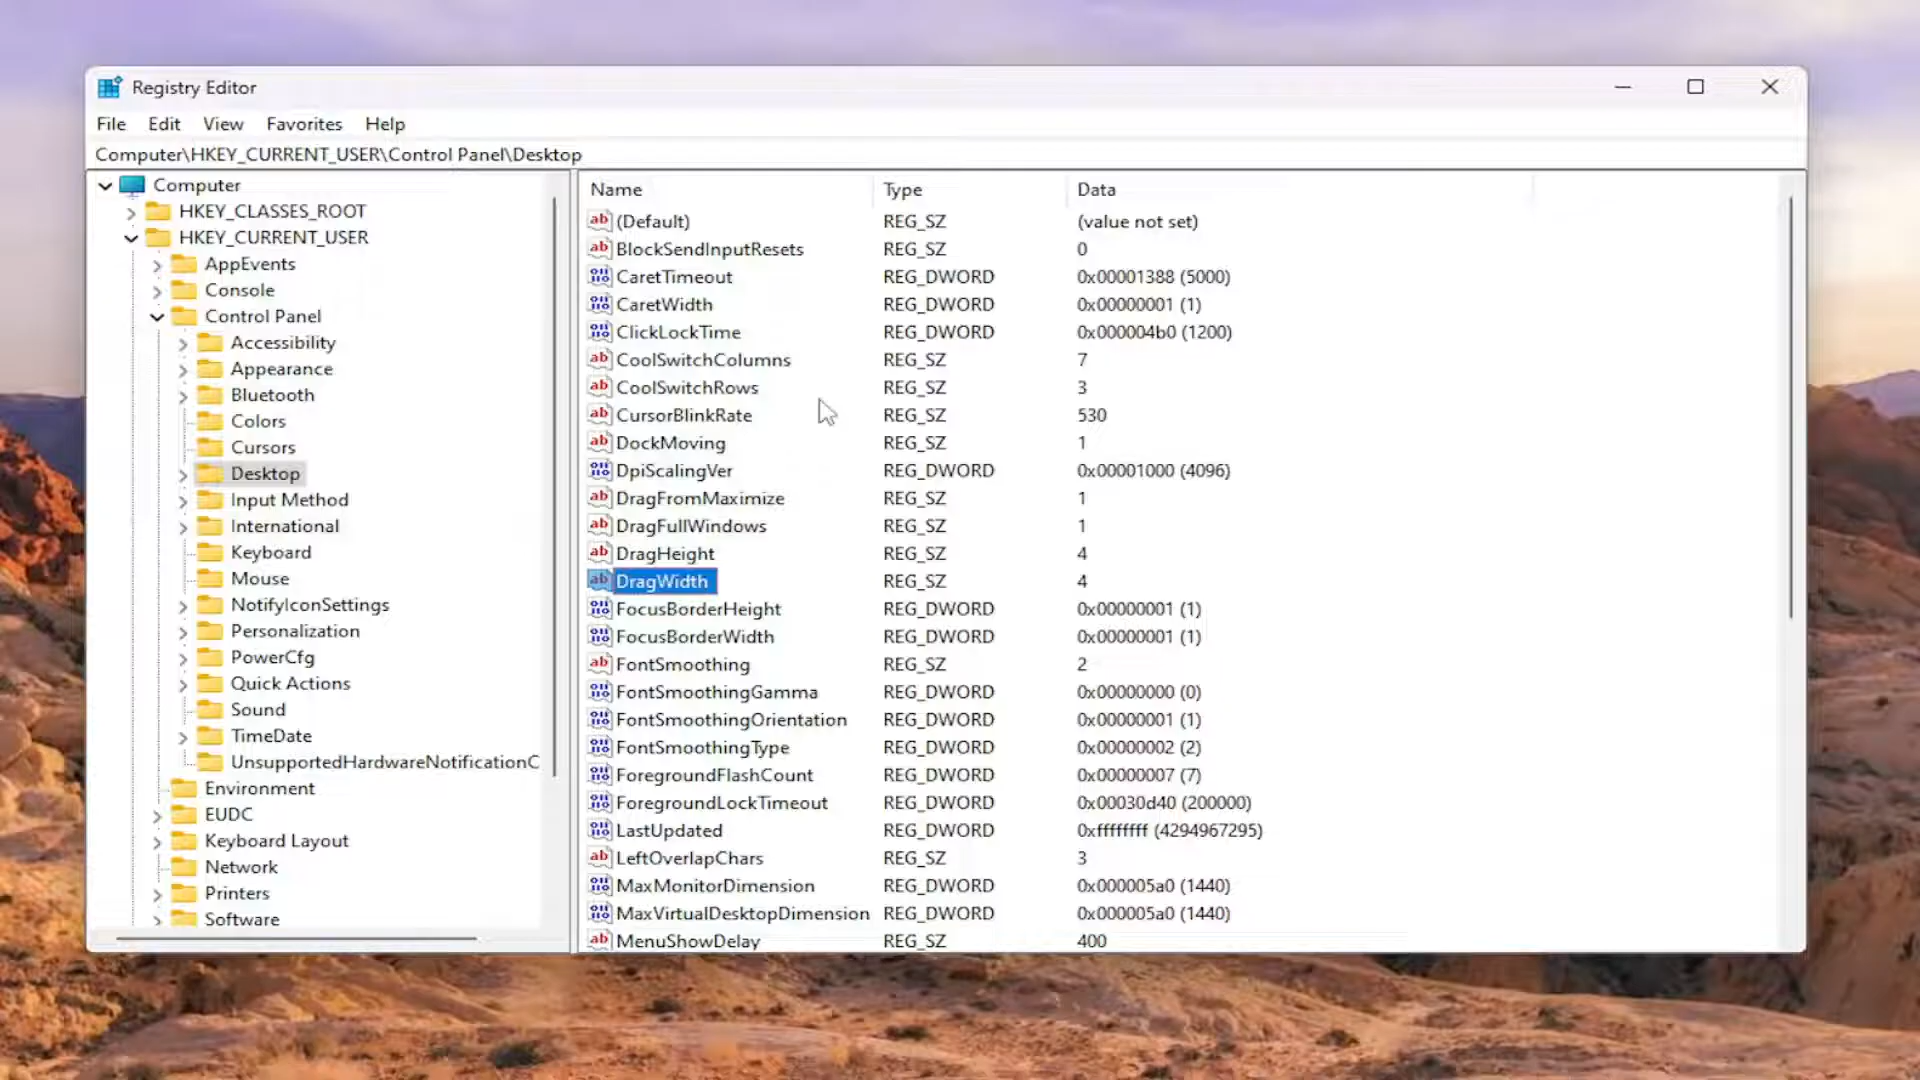 Registry Editor
File Edit View Favorites Help
Computer\HKEY_CURRENT_USER\Control Panel\Desktop
Computer
HKEY_CLASSES_ROOT
HKEY_CURRENT_USER
AppEvents
Console
Control Panel
Accessibility
Appearance
Bluetooth
Colors
Cursors
Desktop
Input Method
International
Keyboard
Mouse
NotifyIconSettings
Personalization
PowerCfg
Quick Actions
Sound
TimeDate
UnsupportedHardwareNotificationC
Environment
EUDC
Keyboard Layout
Network
Printers
Software
Name Type Data
(Default) REG_SZ (value not set)
BlockSendInputResets REG_SZ 0
CaretTimeout REG_DWORD 0x00001388 (5000)
CaretWidth REG_DWORD 0x00000001 (1)
ClickLockTime REG_DWORD 0x000004b0 (1200)
CoolSwitchColumns REG_SZ 7
CoolSwitchRows REG_SZ 3
CursorBlinkRate REG_SZ 530
DockMoving REG_SZ 1
DpiScalingVer REG_DWORD 0x00001000 (4096)
DragFromMaximize REG_SZ 1
DragFullWindows REG_SZ 1
DragHeight REG_SZ 4
DragWidth REG_SZ 4
FocusBorderHeight REG_DWORD 0x00000001 (1)
FocusBorderWidth REG_DWORD 0x00000001 (1)
FontSmoothing REG_SZ 2
FontSmoothingGamma REG_DWORD 0x00000000 (0)
FontSmoothingOrientation REG_DWORD 0x00000001 (1)
FontSmoothingType REG_DWORD 0x00000002 (2)
ForegroundFlashCount REG_DWORD 0x00000007 (7)
ForegroundLockTimeout REG_DWORD 0x00030d40 (200000)
LastUpdated REG_DWORD 0xffffffff (4294967295)
LeftOverlapChars REG_SZ 3
MaxMonitorDimension REG_DWORD 0x000005a0 (1440)
MaxVirtualDesktopDimension REG_DWORD 0x000005a0 (1440)
MenuShowDelay REG_SZ 400